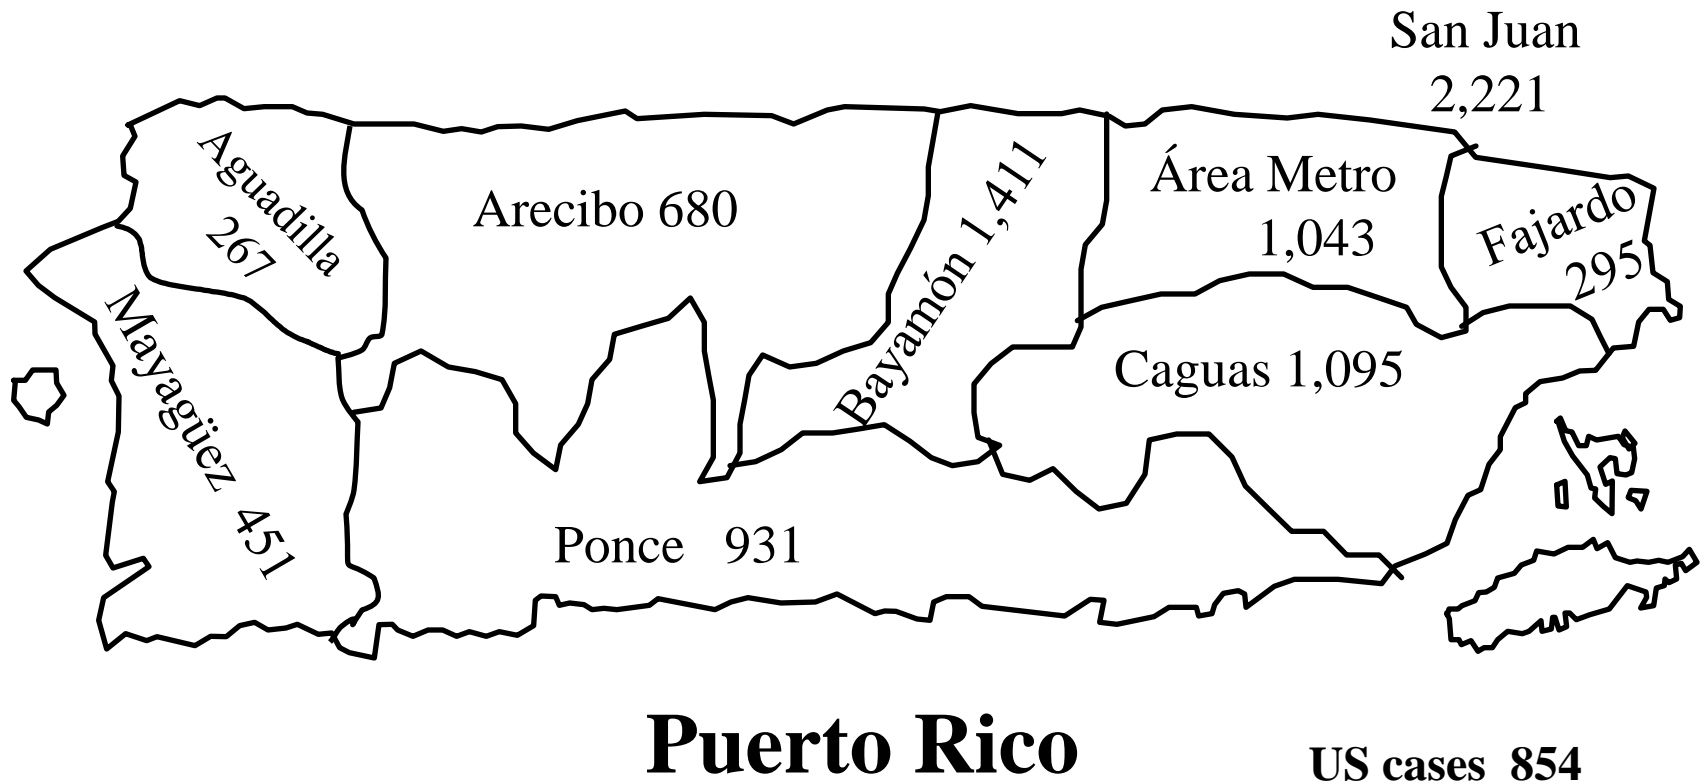 San Juan
2,221
Aguadilla
267
Arecibo 680
Bayamón 1,411
Área Metro
1,043
Fajardo
295
Mayagüez 451
Caguas 1,095
Ponce 931
Puerto Rico
US cases 854